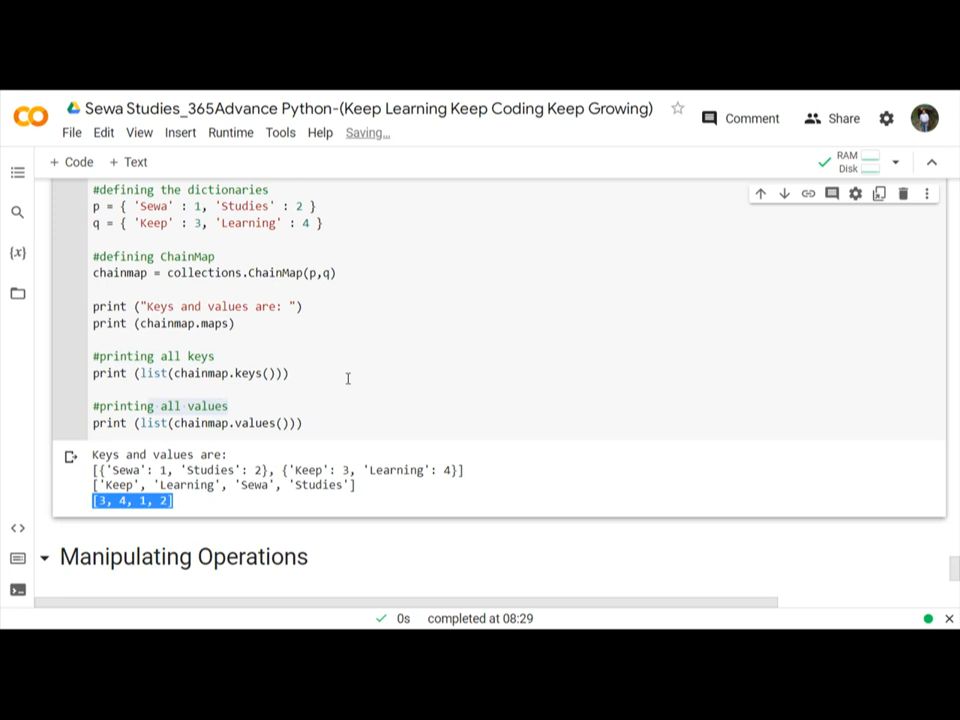 Sewa Studies_365Advance Python-(Keep Learning Keep Coding Keep Growing)
Comment
Share
File Edit View Insert Runtime Tools Help Saving...
+ Code + Text
RAM
Disk
#defining the dictionaries
p = { 'Sewa' : 1, 'Studies' : 2 }
q = { 'Keep' : 3, 'Learning' : 4 }
#defining ChainMap
chainmap = collections.ChainMap(p,q)
print ("Keys and values are: ")
print (chainmap.maps)
#printing all keys
print (list(chainmap.keys()))
#printing all values
print (list(chainmap.values()))
Keys and values are:
[{'Sewa': 1, 'Studies': 2}, {'Keep': 3, 'Learning': 4}]
['Keep', 'Learning', 'Sewa', 'Studies']
[3, 4, 1, 2]
Manipulating Operations
0s completed at 08:29